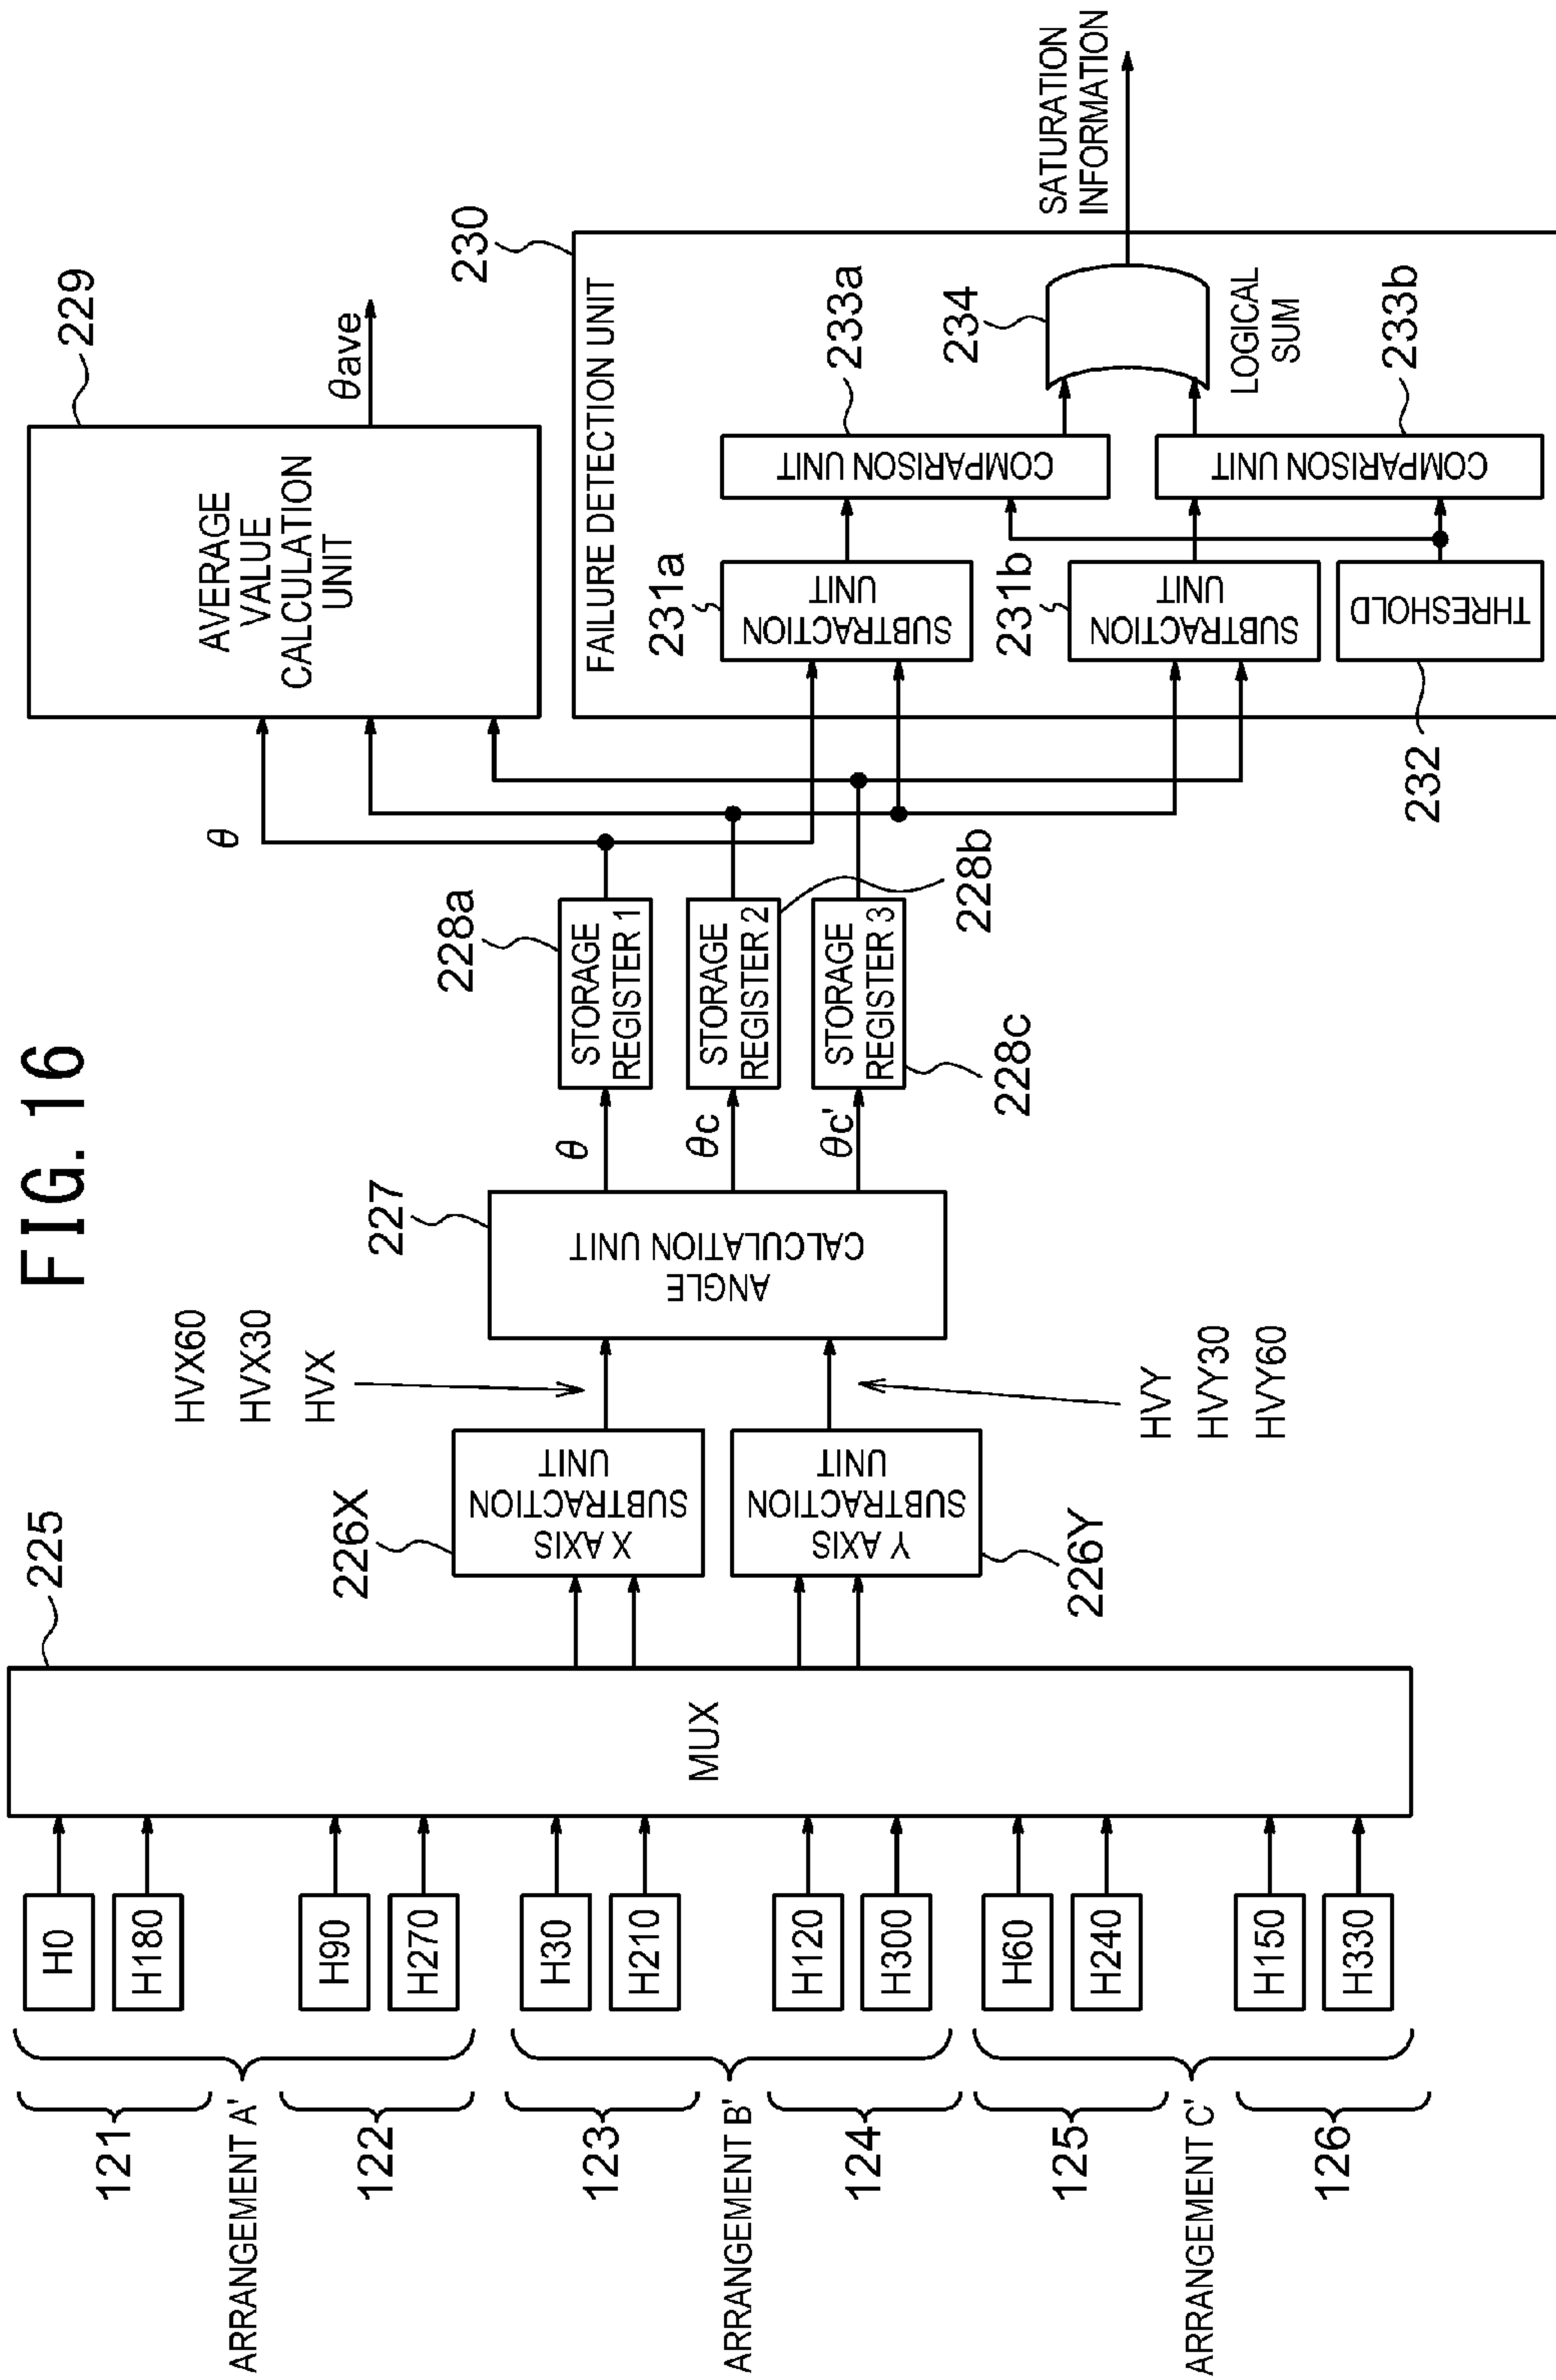 FIG. 16
121
ARRANGEMENT A'
122
123
ARRANGEMENT B'
124
125
ARRANGEMENT C'
126
H0
H180
H90
H270
H30
H210
H120
H300
H60
H240
H150
H330
225
MUX
226X
X AXIS
SUBTRACTION
UNIT
226Y
Y AXIS
SUBTRACTION
UNIT
HVX60
HVX30
HVX
HVY
HVY30
HVY60
227
ANGLE
CALCULATION UNIT
θ
θc
θc'
228a
STORAGE
REGISTER 1
STORAGE
REGISTER 2
228b
STORAGE
REGISTER 3
228c
θ
229
AVERAGE
VALUE
CALCULATION
UNIT
θave
230
FAILURE DETECTION UNIT
231a
SUBTRACTION
UNIT
231b
SUBTRACTION
UNIT
232
THRESHOLD
233a
COMPARISON UNIT
233b
COMPARISON UNIT
234
LOGICAL
SUM
SATURATION
INFORMATION